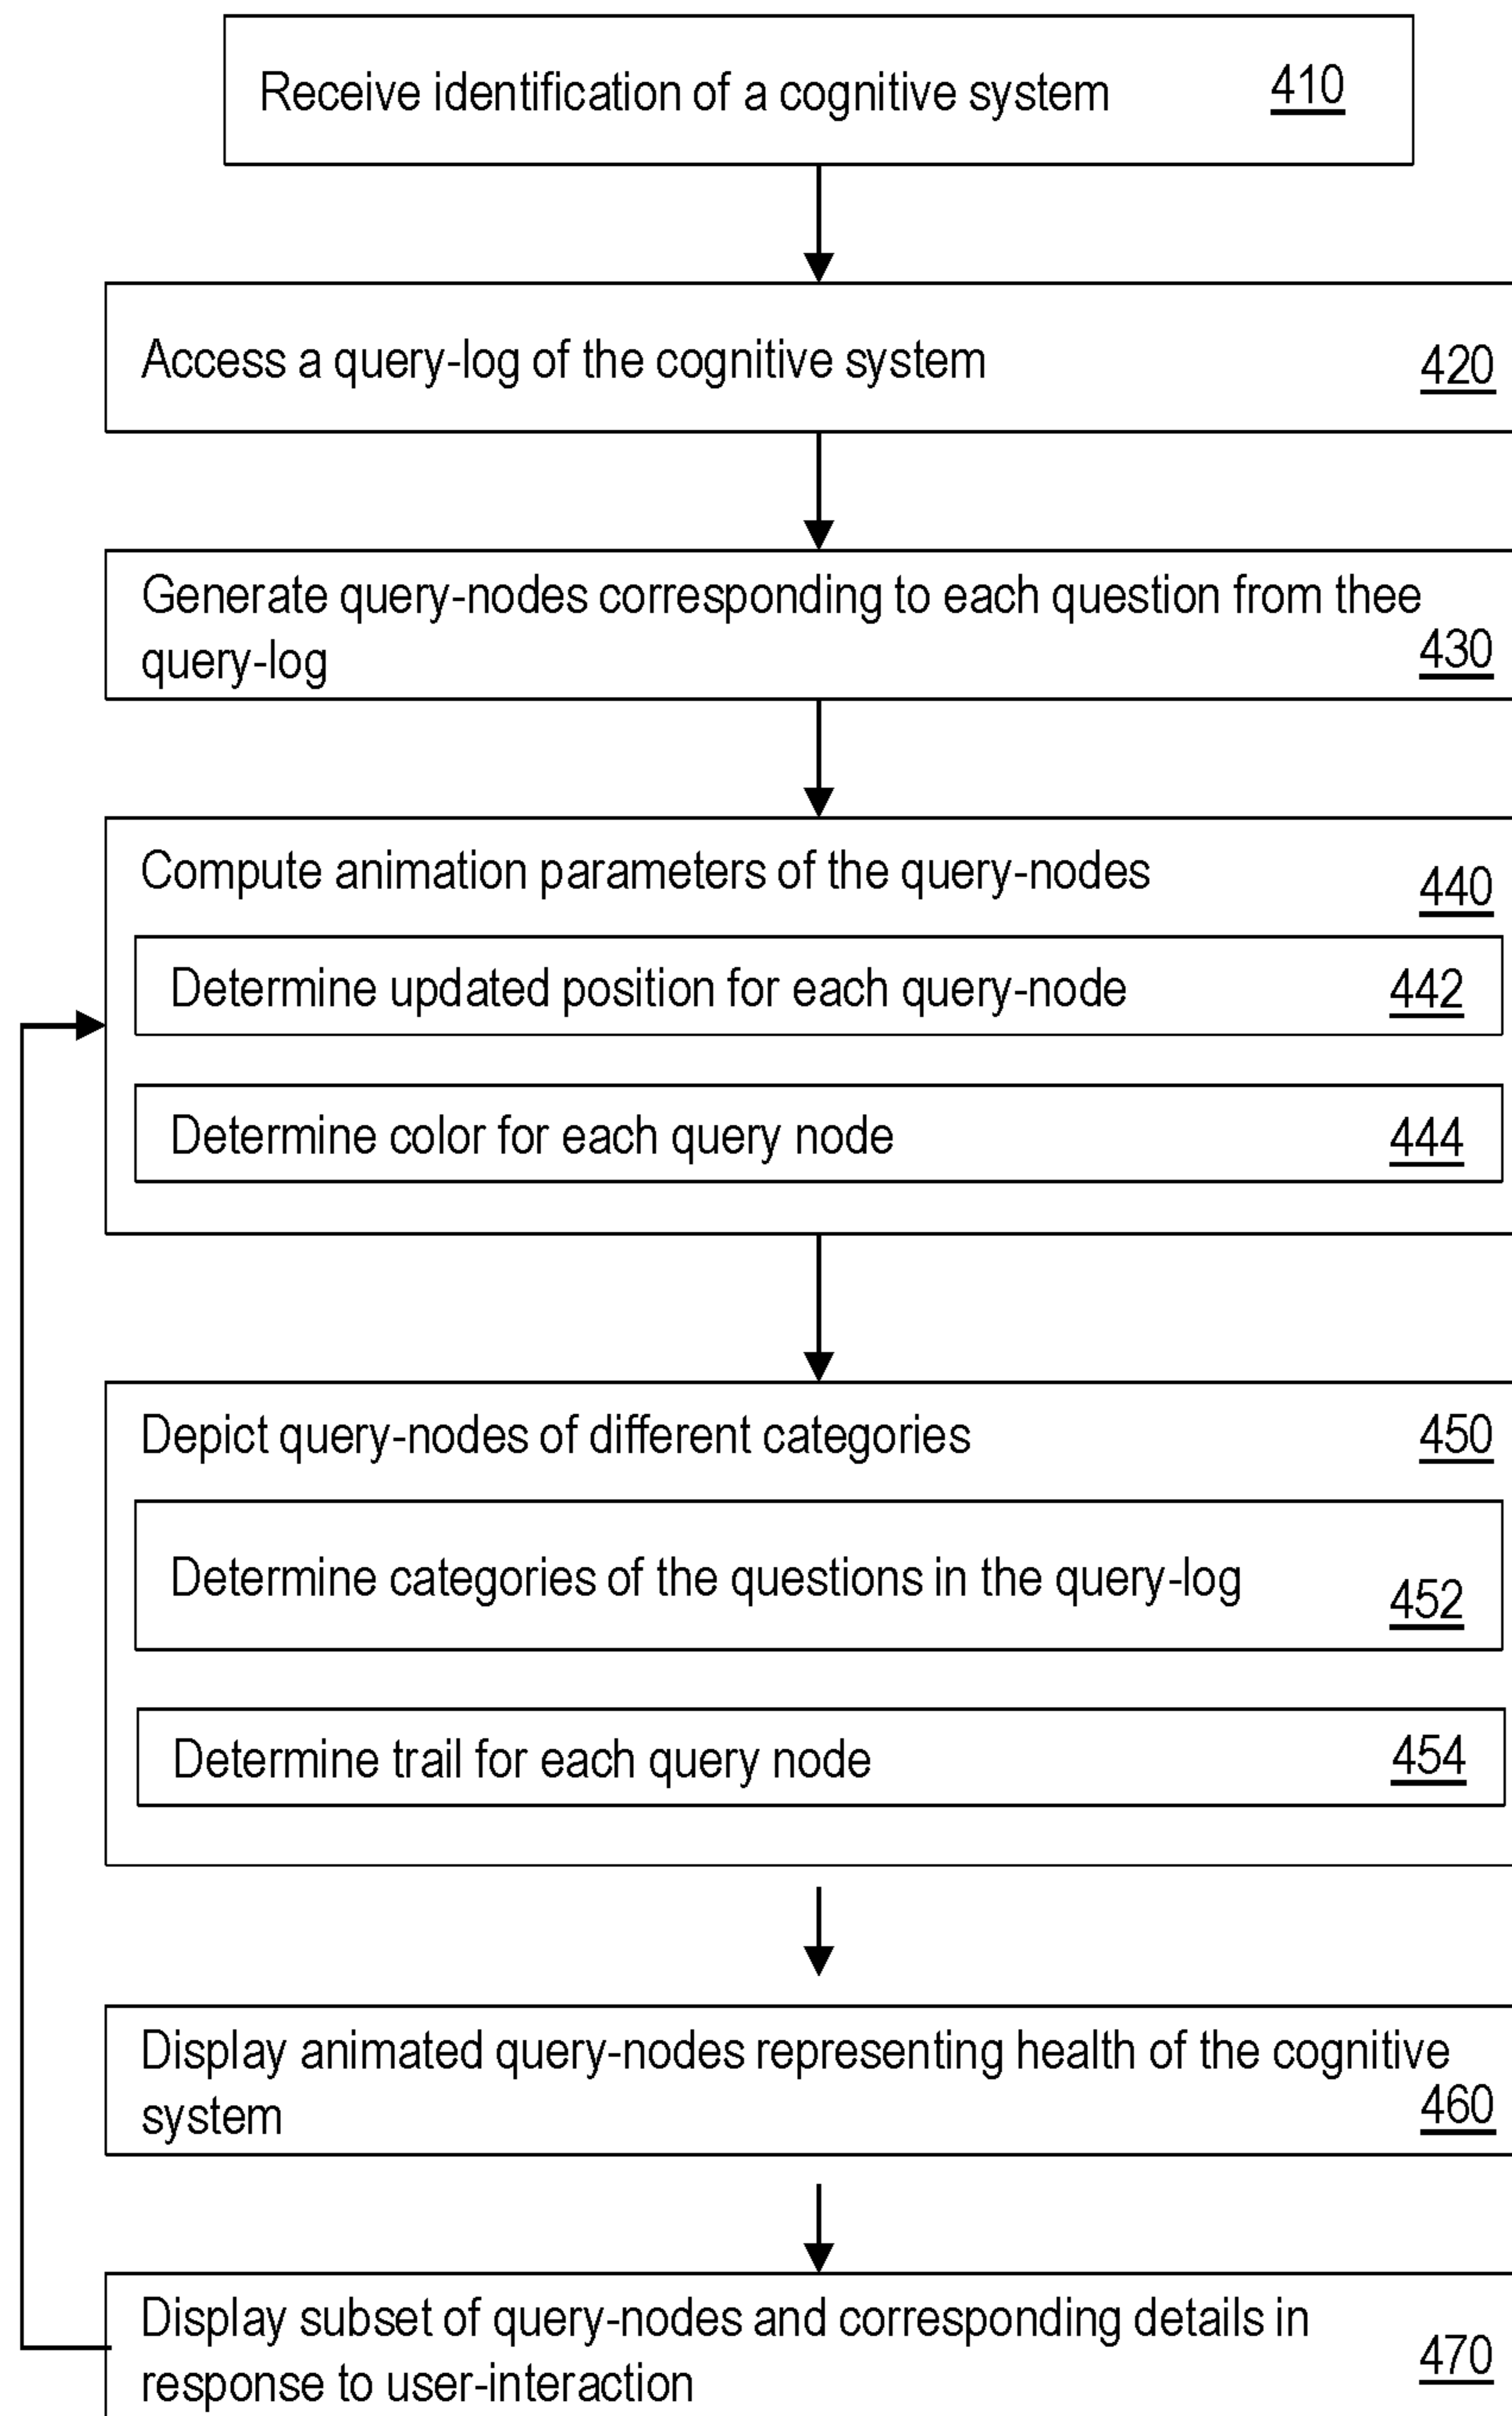 Receive identification of a cognitive system 410
Access a query-log of the cognitive system 420
Generate query-nodes corresponding to each question from thee
query-log 430
Compute animation parameters of the query-nodes 440
Determine updated position for each query-node 442
Determine color for each query node 444
Depict query-nodes of different categories 450
Determine categories of the questions in the query-log 452
Determine trail for each query node 454
Display animated query-nodes representing health of the cognitive
system 460
Display subset of query-nodes and corresponding details in
response to user-interaction 470